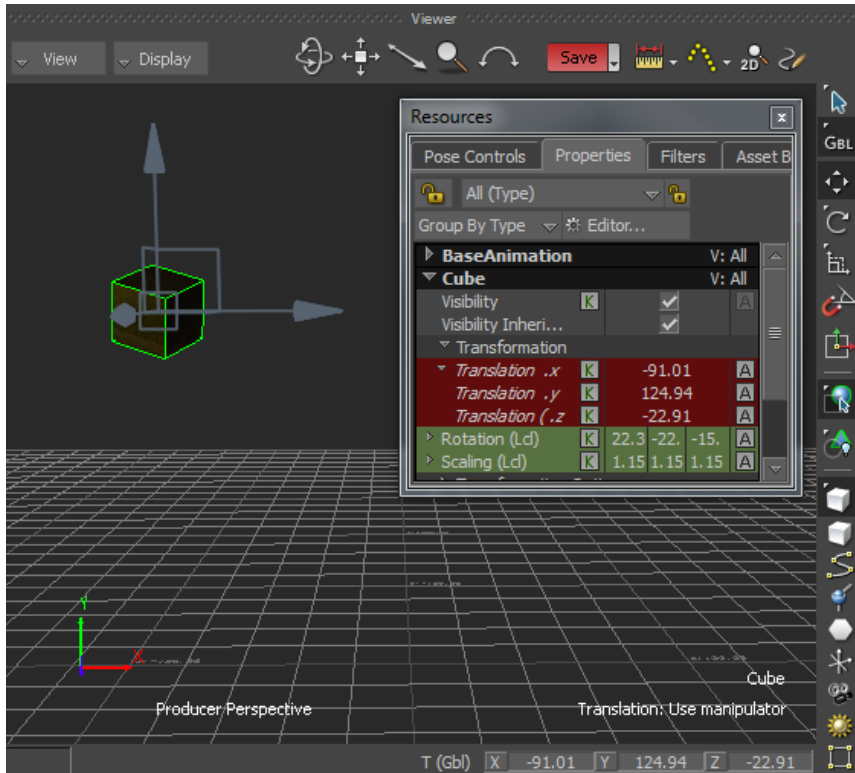 Viewer
View
Display
Save
2D
Resources
x
GBL
Pose Controls Properties Filters Asset B
All (Type)
Group By Type Editor...
BaseAnimation V: All
Cube V: All
Visibility K A
Visibility Inheri...
Transformation
Translation .x K -91.01 A
Translation .y K 124.94 A
Translation (.z K -22.91 A
Rotation (Lcl) K 22.3 -22. -15. A
Scaling (Lcl) K 1.15 1.15 1.15 A
Y
X
Cube
Producer Perspective Translation: Use manipulator
T (Gbl) X -91.01 Y 124.94 Z -22.91